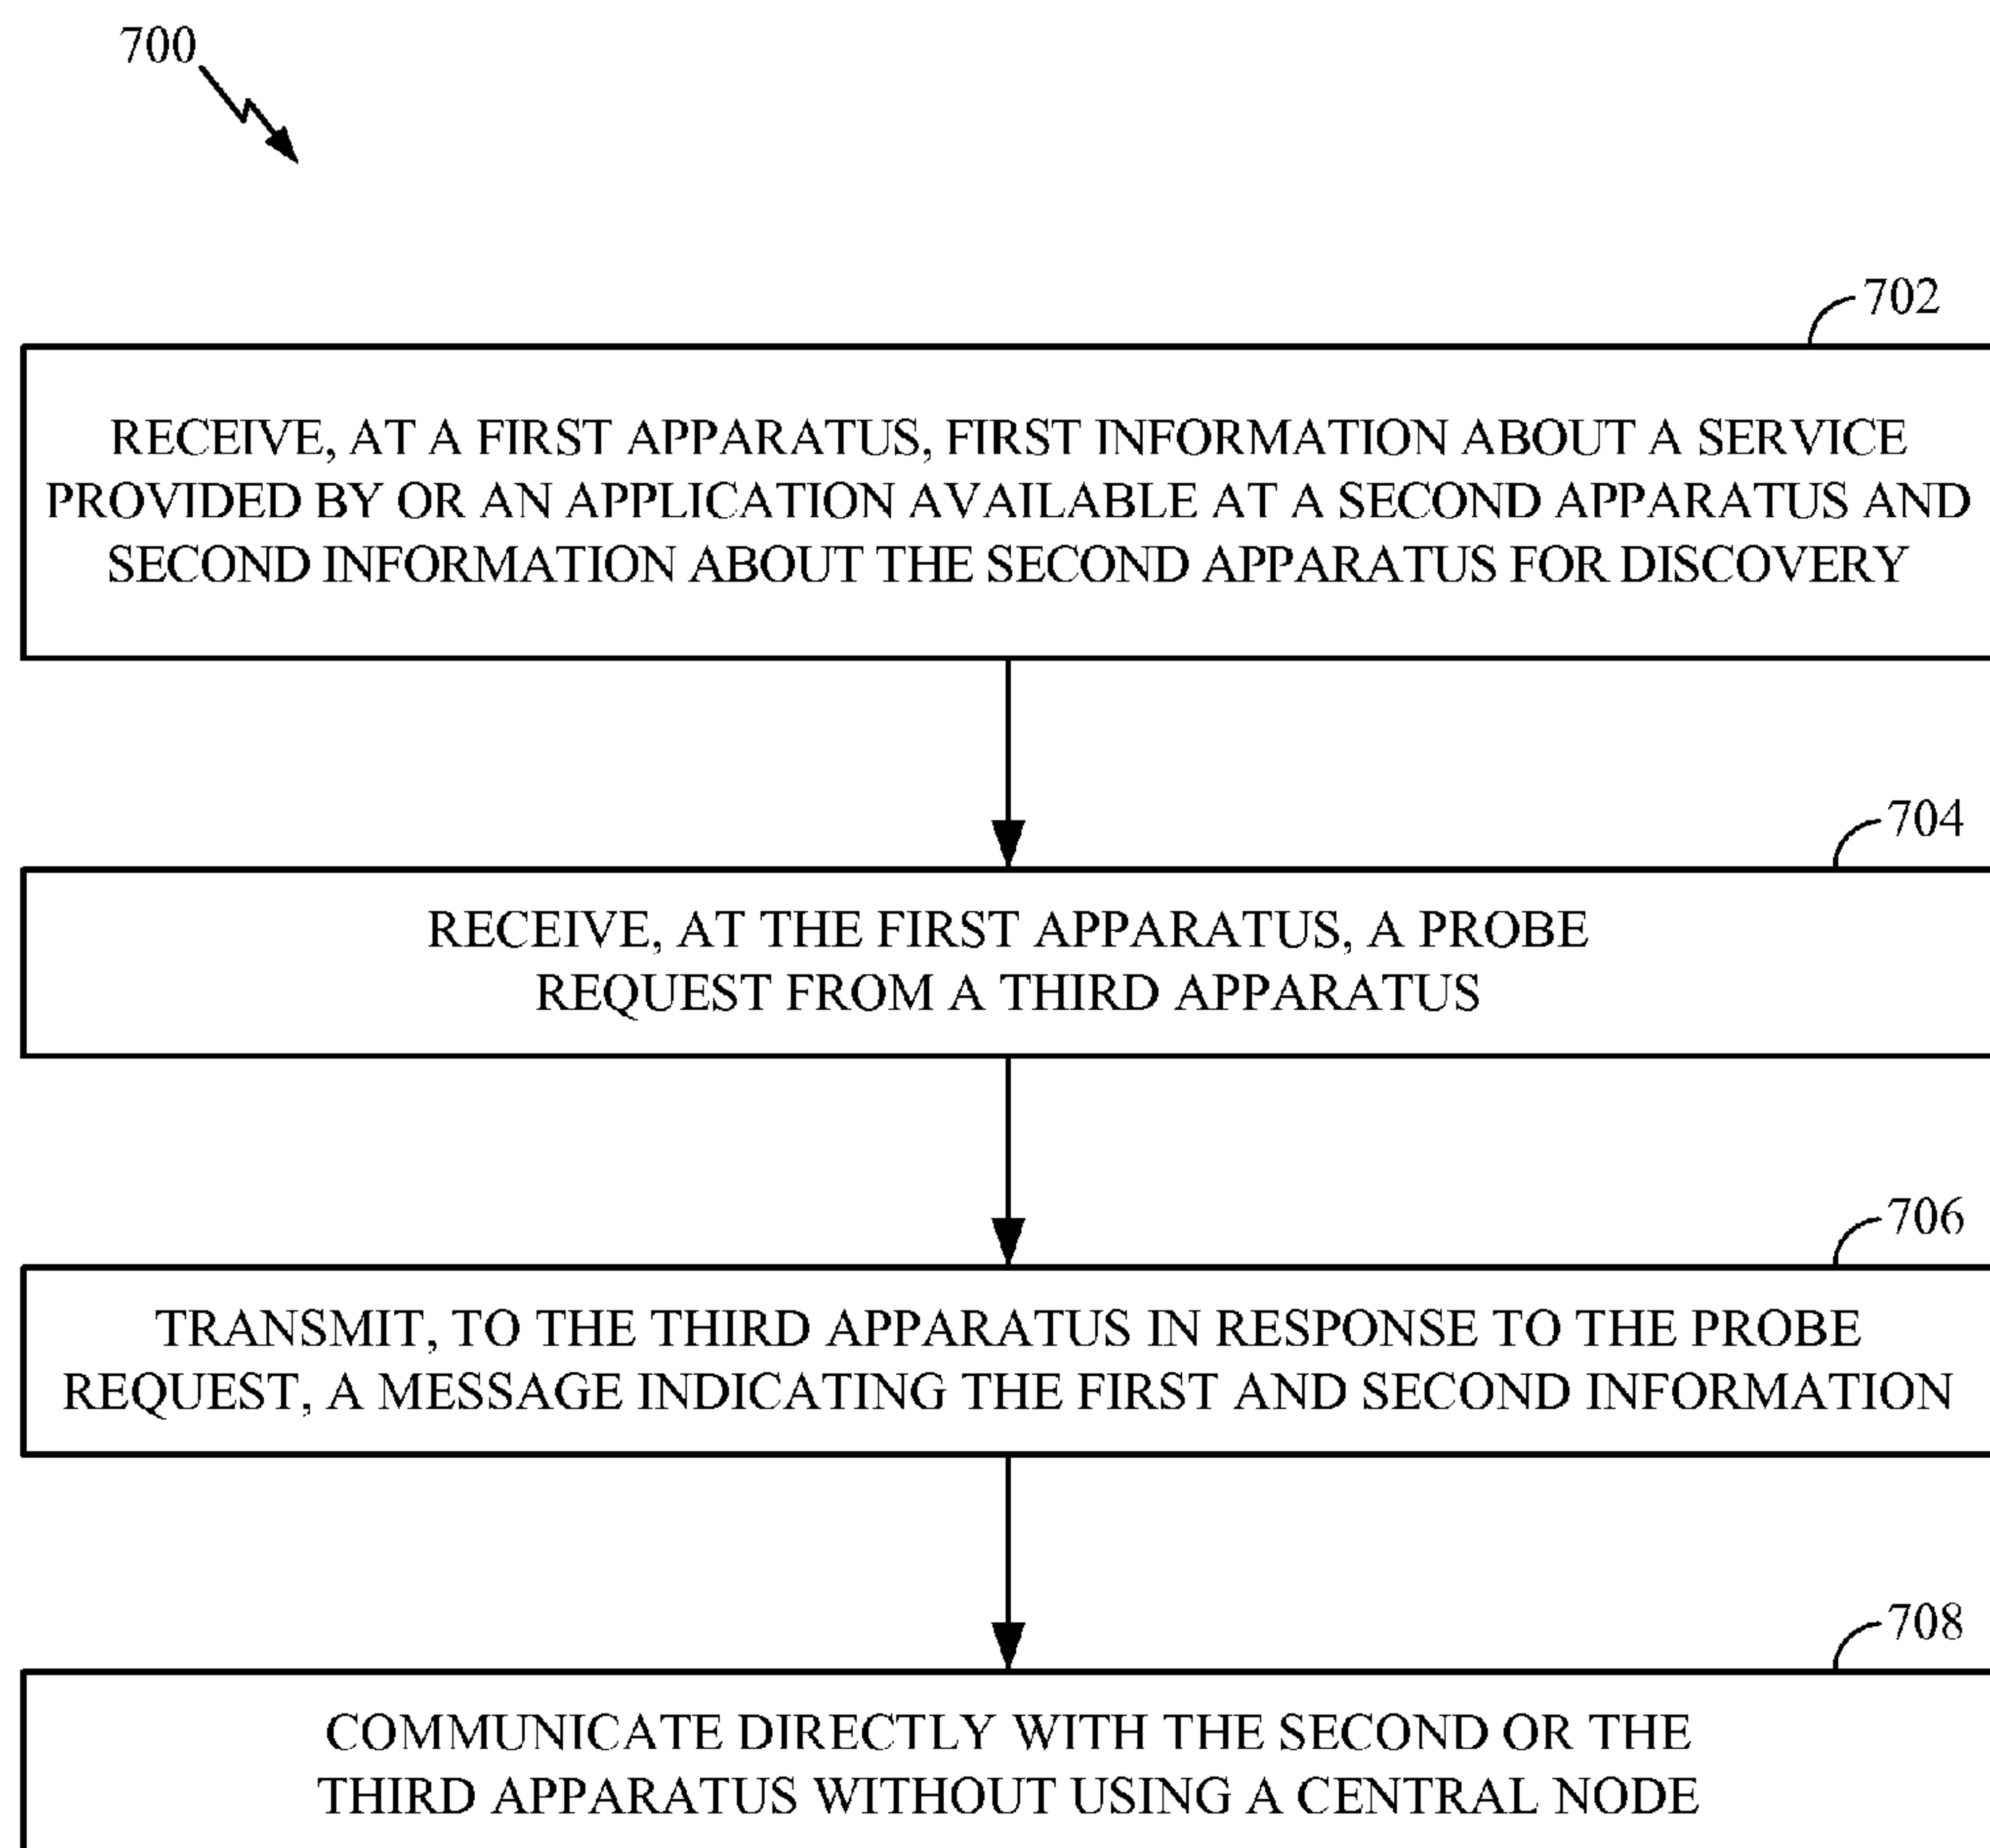 700
702
RECEIVE, AT A FIRST APPARATUS, FIRST INFORMATION ABOUT A SERVICE
PROVIDED BY OR AN APPLICATION AVAILABLE AT A SECOND APPARATUS AND
SECOND INFORMATION ABOUT THE SECOND APPARATUS FOR DISCOVERY
704
RECEIVE, AT THE FIRST APPARATUS, A PROBE
REQUEST FROM A THIRD APPARATUS
706
TRANSMIT, TO THE THIRD APPARATUS IN RESPONSE TO THE PROBE
REQUEST, A MESSAGE INDICATING THE FIRST AND SECOND INFORMATION
708
COMMUNICATE DIRECTLY WITH THE SECOND OR THE
THIRD APPARATUS WITHOUT USING A CENTRAL NODE